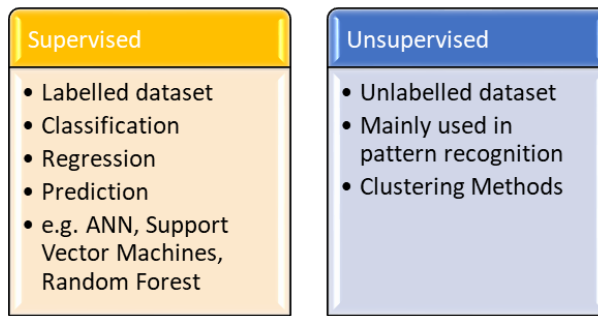 Supervised
• Labelled dataset
• Classification
• Regression
• Prediction
• e.g. ANN, Support
Vector Machines,
Random Forest
Unsupervised
• Unlabelled dataset
• Mainly used in
pattern recognition
• Clustering Methods